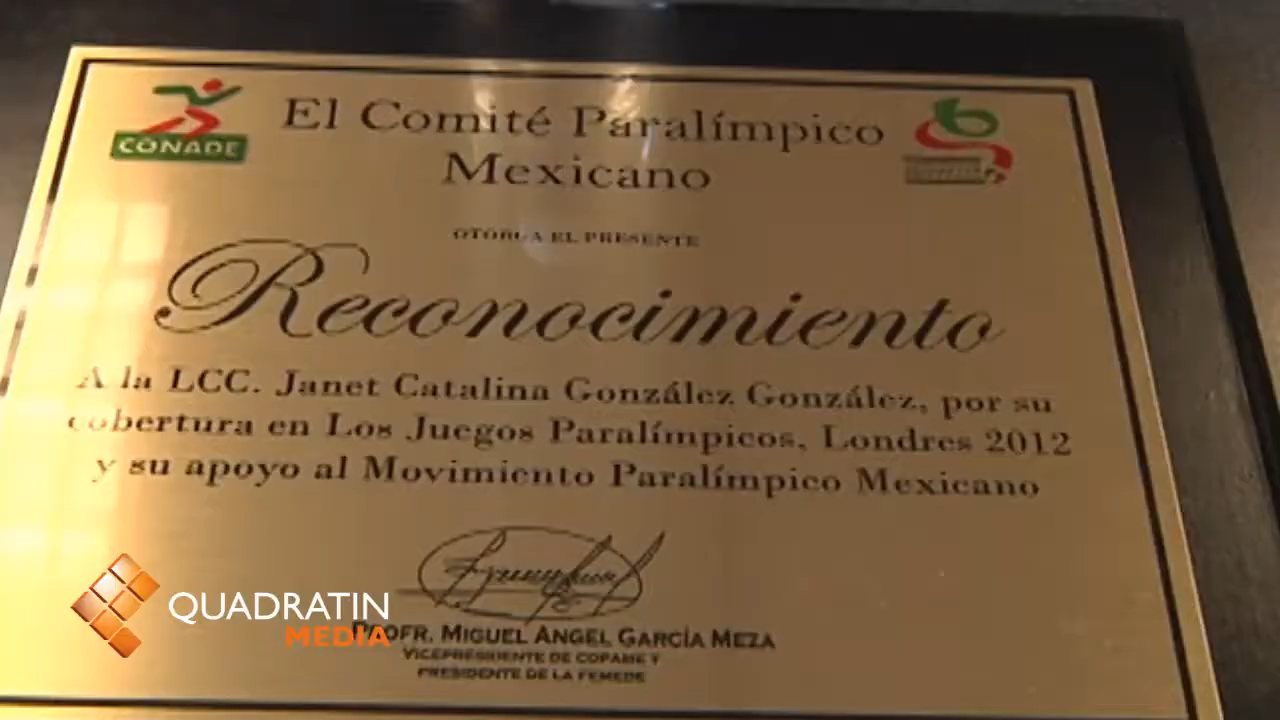 CONADE
El Comité Paralímpico
Mexicano
OTORGA EL PRESENTE
Reconocimiento
A la LCC. Janet Catalina González González, por su
cobertura en Los Juegos Paralímpicos, Londres 2012
y su apoyo al Movimiento Paralímpico Mexicano
PROFR. MIGUEL ANGEL GARCÍA MEZA
VICEPRESIDENTE DE COPAME Y
PRESIDENTE DE LA FEMEDE
QUADRATIN
MEDIA